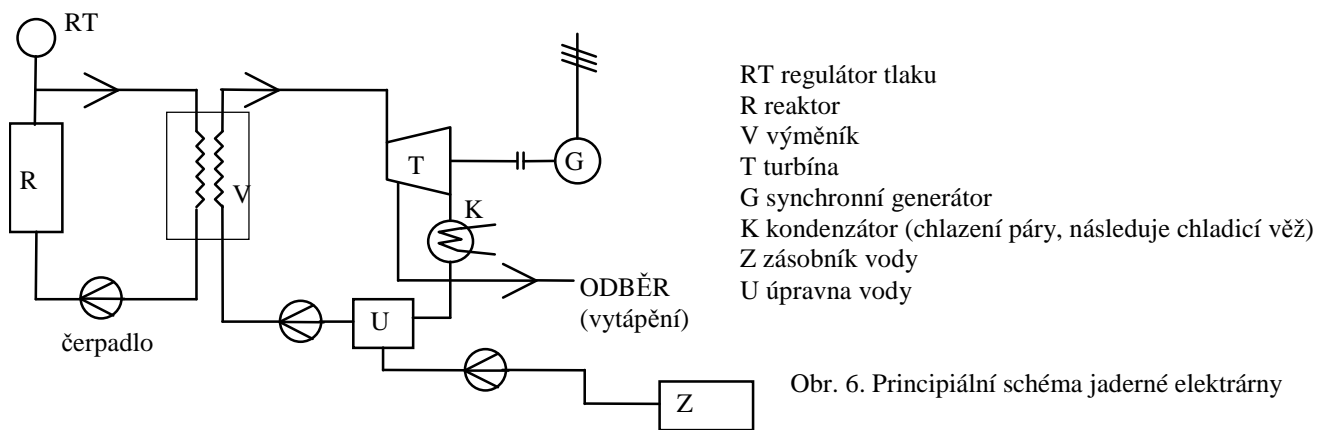 RT
R
V
T
G
K
U
Z
čerpadlo
ODBĚR
(vytápění)
RT regulátor tlaku
R reaktor
V výměník
T turbína
G synchronní generátor
K kondenzátor (chlazení páry, následuje chladicí věž)
Z zásobník vody
U úpravna vody
Obr. 6. Principiální schéma jaderné elektrárny